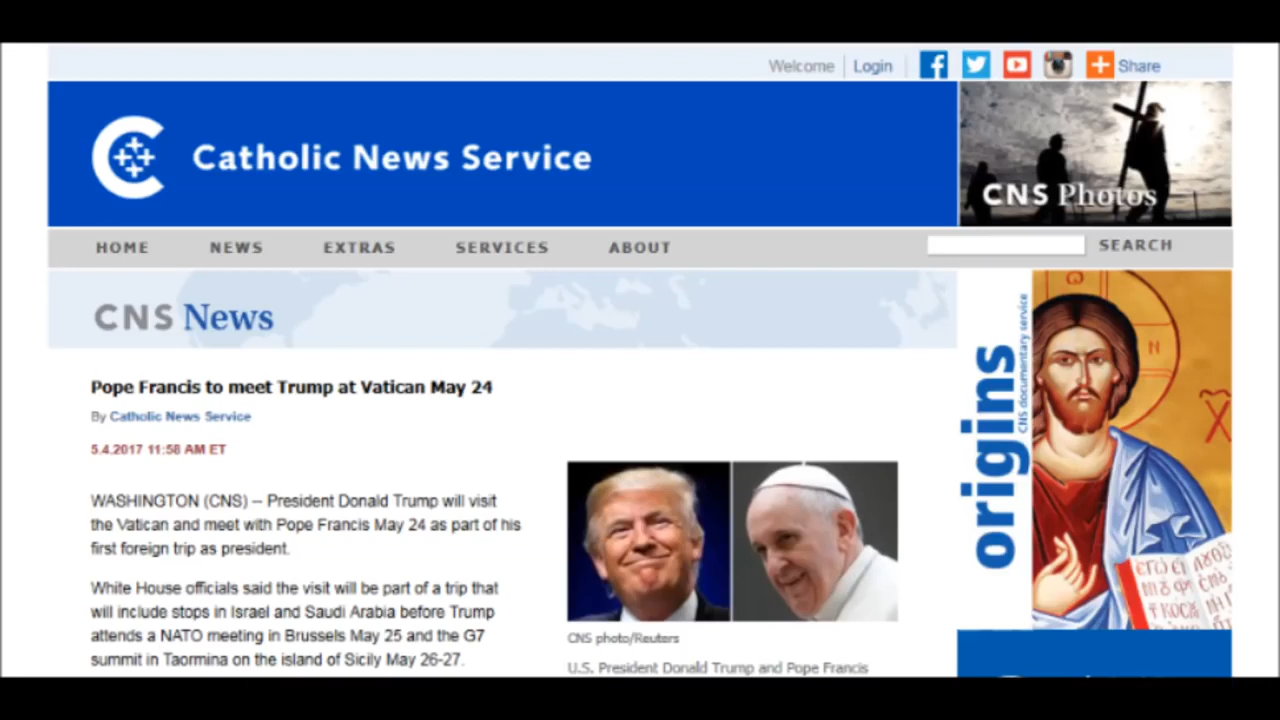 Welcome Login Share
Catholic News Service
CNS Photos
HOME NEWS EXTRAS SERVICES ABOUT SEARCH
CNS News
origins
CNS documentary service
Pope Francis to meet Trump at Vatican May 24
By Catholic News Service
5.4.2017 11:58 AM ET
WASHINGTON (CNS) -- President Donald Trump will visit
the Vatican and meet with Pope Francis May 24 as part of his
first foreign trip as president.
White House officials said the visit will be part of a trip that
will include stops in Israel and Saudi Arabia before Trump
attends a NATO meeting in Brussels May 25 and the G7
summit in Taormina on the island of Sicily May 26-27.
CNS photo/Reuters
U.S. President Donald Trump and Pope Francis